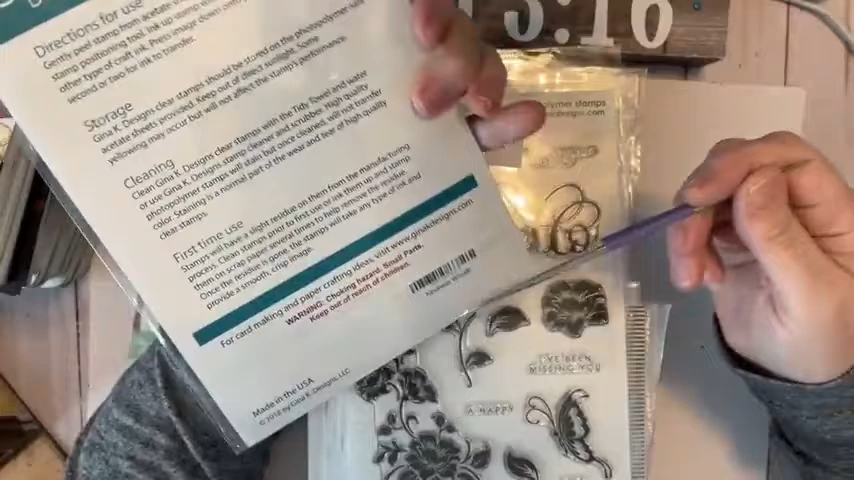 13:16
Directions for use
Gently peel stamp from acetate
stamp positioning tool. Ink up stamp
other type of craft ink. Press image down
second or two for ink to transfer.
Storage
Gina K. Designs clear stamps should be stored on the photopolymer safe
acetate sheets provided. Keep out of direct sunlight. Some
yellowing may occur but will not affect the stamp's performance.
Cleaning
Clean Gina K. Designs clear stamps with the Tidy Towel and water
or use Gina K. Designs stamp cleaner and scrubber. High quality
photopolymer stamps will stain but once cleaned, will not transfer
color. Staining is a normal part of the wear and tear of high quality
clear stamps.
First time use
Stamps will have a slight residue on them from the manufacturing
process. Clean stamps prior to first use or ink them up and stamp
them on scrap paper several times to help remove the residue.
Once the residue is gone, the stamps will take any type of ink and
provide a smooth, crisp image.
For card making and paper crafting ideas, visit www.ginakdesigns.com
WARNING: Choking hazard. Small Parts.
Keep out of reach of children.
Made in the USA
© 2018 by Gina K. Designs, LLC
polymer stamps
designs.com
I'VE BEEN
MISSING YOU
A HAPPY